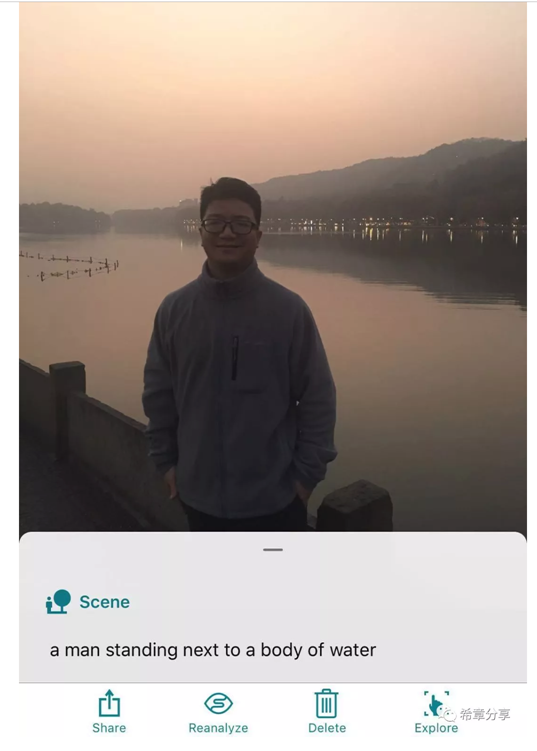 Scene
a man standing next to a body of water
Share
Reanalyze
Delete
Explore
希章分享